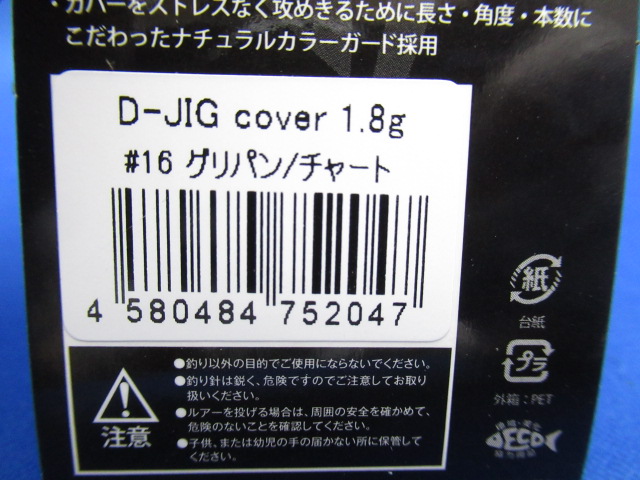 ・カバーをストレスなく攻めきるために長さ・角度・本数に
こだわったナチュラルカラーガード採用
D-JIG cover 1.8g
#16 グリパン/チャート
4 580484 752047
紙
台紙
プラ
外箱：PET
●釣り以外の目的でご使用にならないでください。
●釣り針は鋭く、危険ですのでご注意してお取り
扱いください。
●ルアーを投げる場合は、周囲の安全を確かめて、
危険のないことを確認してください。
●子供、または幼児の手の届かない所に保管して
ください。
注意
ECO